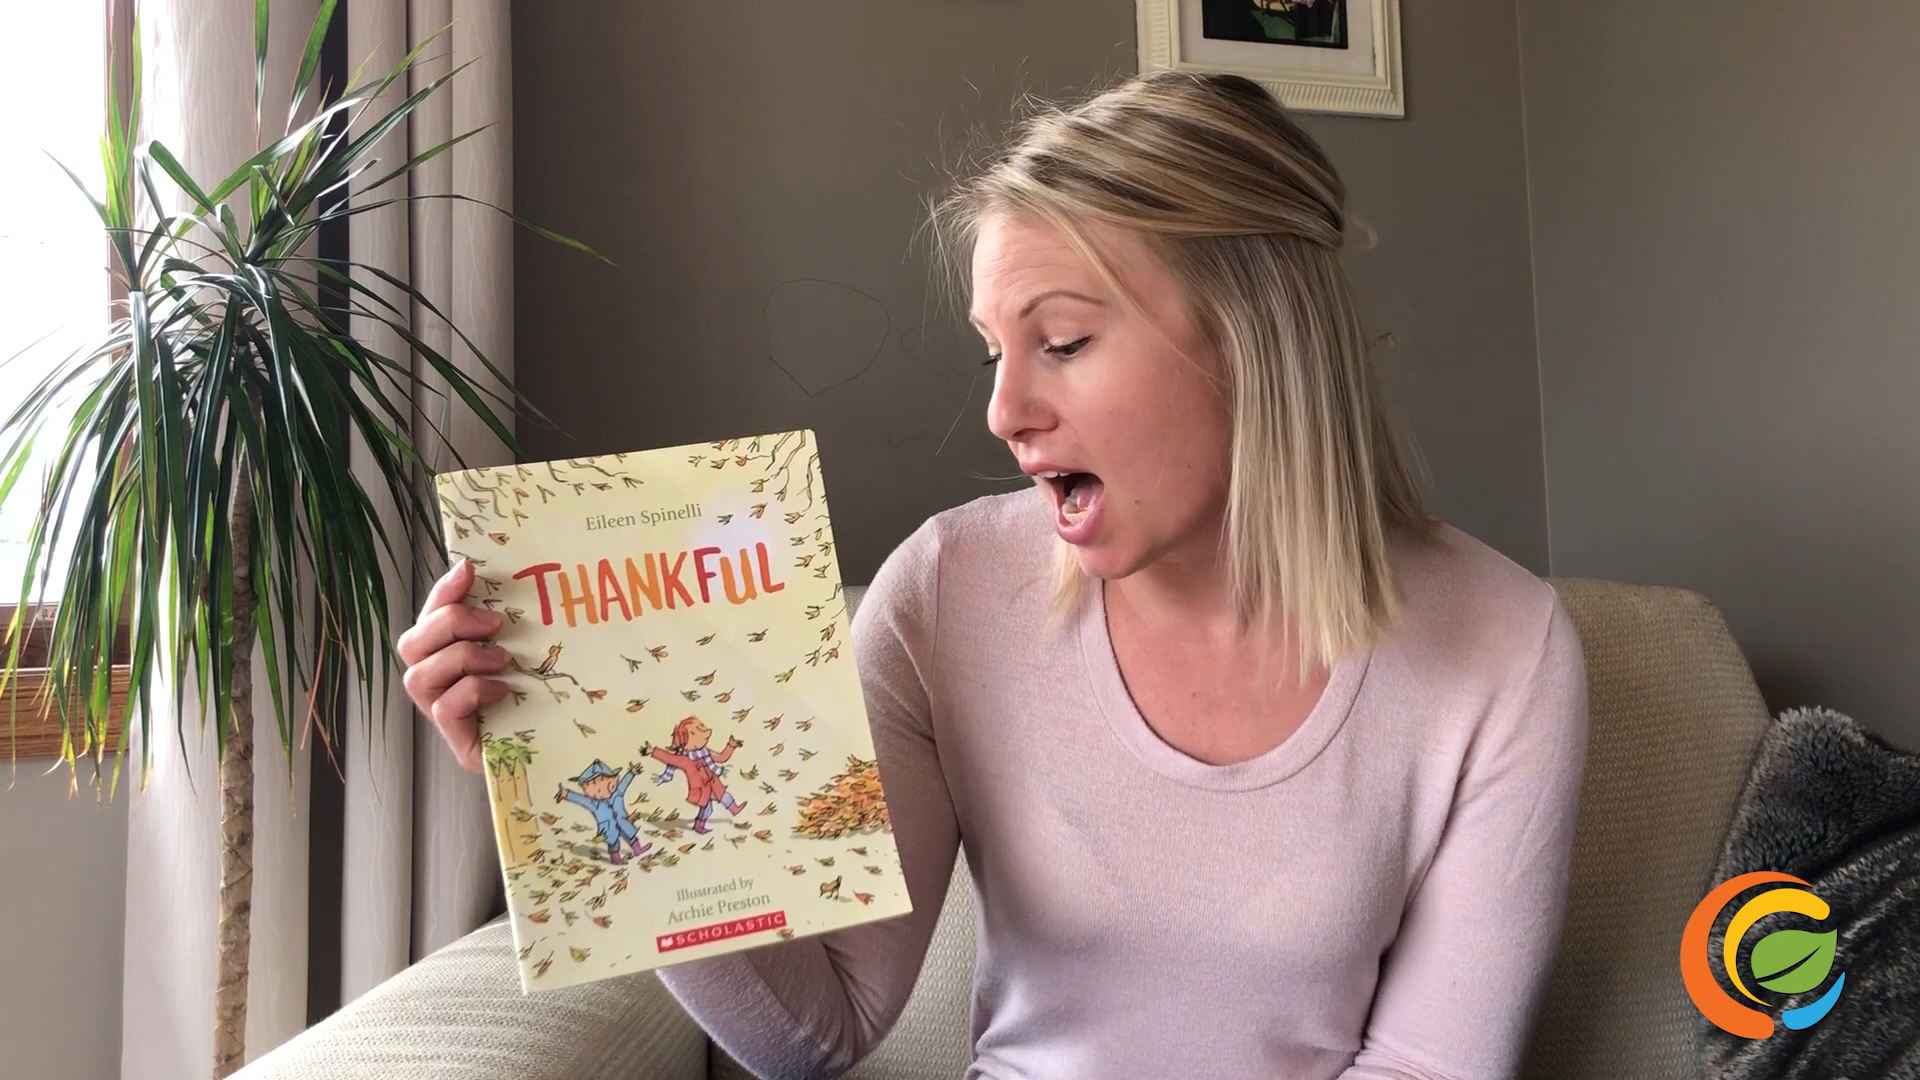 Eileen Spinelli
THANKFUL
Illustrated by
Archie Preston
SCHOLASTIC